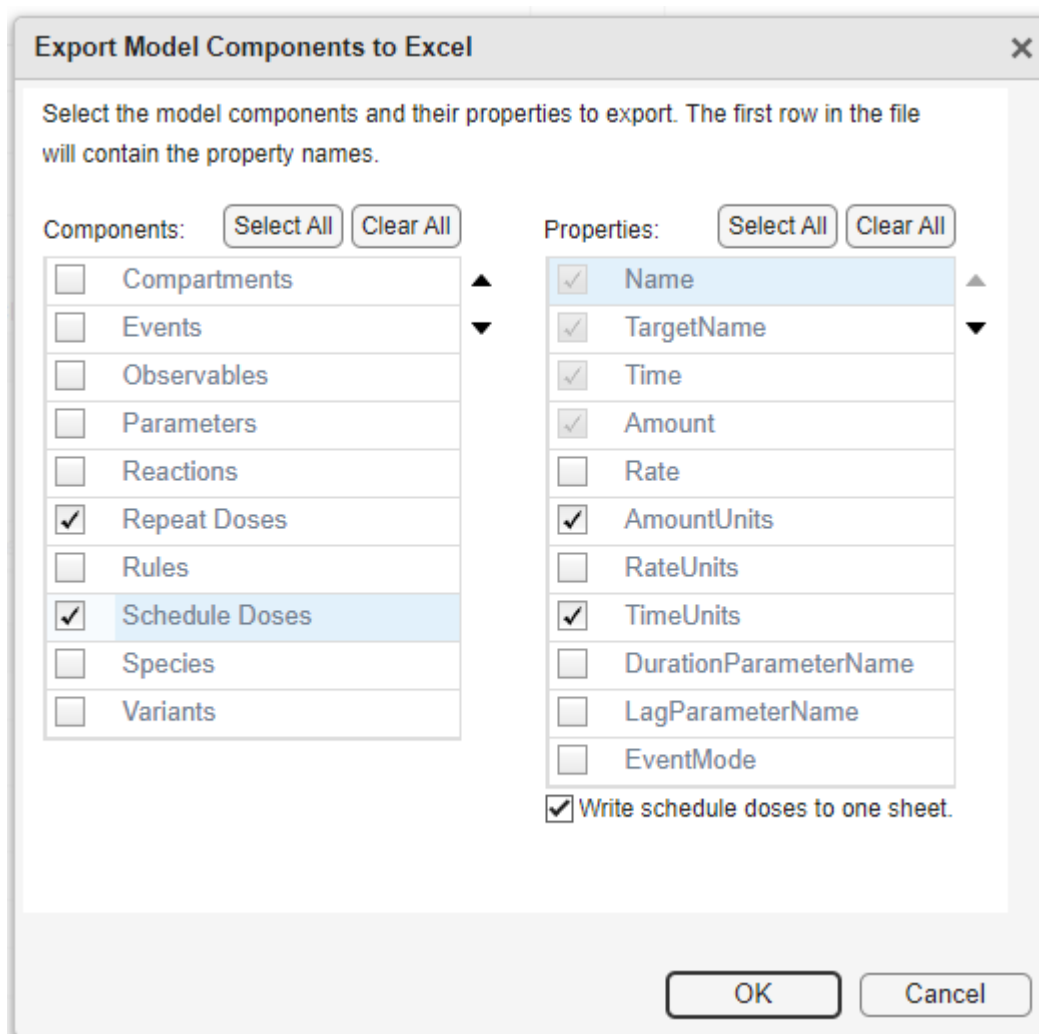 Export Model Components to Excel
Select the model components and their properties to export. The first row in the file
will contain the property names.
Components: Select All Clear All
Compartments
Events
Observables
Parameters
Reactions
Repeat Doses
Rules
Schedule Doses
Species
Variants
Properties: Select All Clear All
Name
TargetName
Time
Amount
Rate
AmountUnits
RateUnits
TimeUnits
DurationParameterName
LagParameterName
EventMode
Write schedule doses to one sheet.
OK Cancel